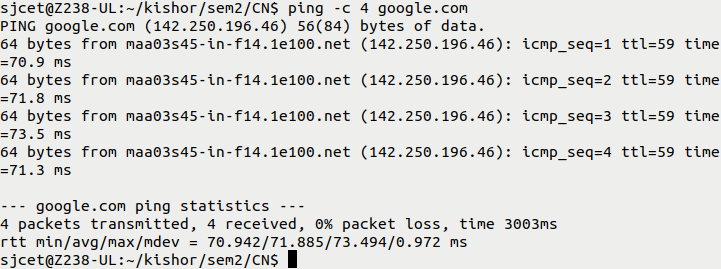 sjcet@Z238-UL:~/kishor/sem2/CN$ ping -c 4 google.com
PING google.com (142.250.196.46) 56(84) bytes of data.
64 bytes from maa03s45-in-f14.1e100.net (142.250.196.46): icmp_seq=1 ttl=59 time
=70.9 ms
64 bytes from maa03s45-in-f14.1e100.net (142.250.196.46): icmp_seq=2 ttl=59 time
=71.8 ms
64 bytes from maa03s45-in-f14.1e100.net (142.250.196.46): icmp_seq=3 ttl=59 time
=73.5 ms
64 bytes from maa03s45-in-f14.1e100.net (142.250.196.46): icmp_seq=4 ttl=59 time
=71.3 ms

--- google.com ping statistics ---
4 packets transmitted, 4 received, 0% packet loss, time 3003ms
rtt min/avg/max/mdev = 70.942/71.885/73.494/0.972 ms
sjcet@Z238-UL:~/kishor/sem2/CN$